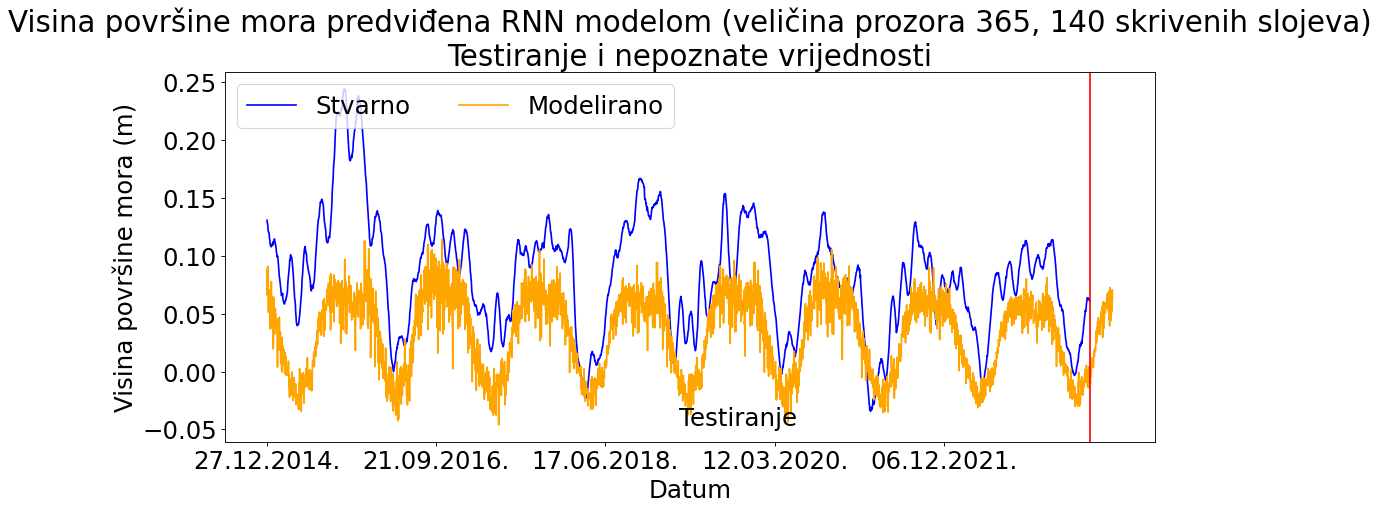 Visina površine mora predviđena RNN modelom (veličina prozora 365, 140 skrivenih slojeva)
Testiranje i nepoznate vrijednosti
Stvarno
Modelirano
Visina površine mora (m)
0.25
0.20
0.15
0.10
0.05
0.00
−0.05
Testiranje
27.12.2014.
21.09.2016.
17.06.2018.
12.03.2020.
06.12.2021.
Datum